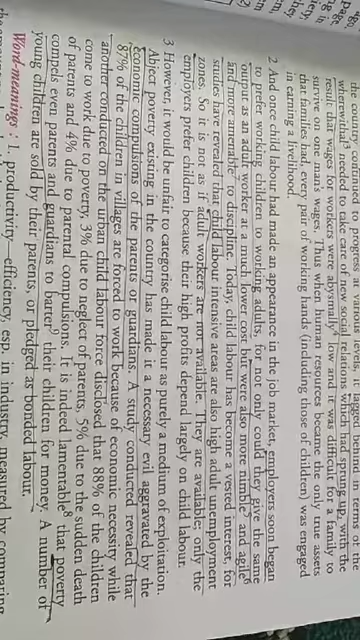 the country continued to progress at
levels, it lagged behind in terms of the
wherewithal³ needed to take care of new social relations which had sprung up, with the
result that wages for workers were abysmally⁴ low and it was difficult for a family to
survive on one man's wages. Thus when human resources became the only true assets
that families had, every pair of working hands (including those of children) was engaged
in earning a livelihood.
2 And once child labour had made an appearance in the job market, employers soon began
to prefer working children to working adults, for not only could they give the same
output as an adult worker at a much lower cost but were also more nimble⁵ and agile⁶
and more amenable to discipline. Today, child labour has become a vested interest, for
studies have revealed that child labour intensive areas are also high adult unemployment
zones. So it is not as if adult workers are not available. They are available; only the
employers prefer children because their high profits depend largely on child labour.
3 However, it would be unfair to categorise child labour as purely a medium of exploitation.
Abject poverty existing in the country has made it a necessary evil aggravated by the
economic compulsions of the parents or guardians. A study conducted revealed that
87% of the children in villages are forced to work because of economic necessity while
another conducted on the urban child labour force disclosed that 88% of the children
come to work due to poverty, 3% due to neglect of parents, 5% due to the sudden death
of parents and 4% due to parental compulsions. It is indeed lamentable⁸ that poverty
compels even parents and guardians to barter⁷ their children for money. A number of
young children are sold by their parents, or pledged as bonded labour.
Word-meanings : 1. productivity—efficiency, esp. in industry, measured by comparing